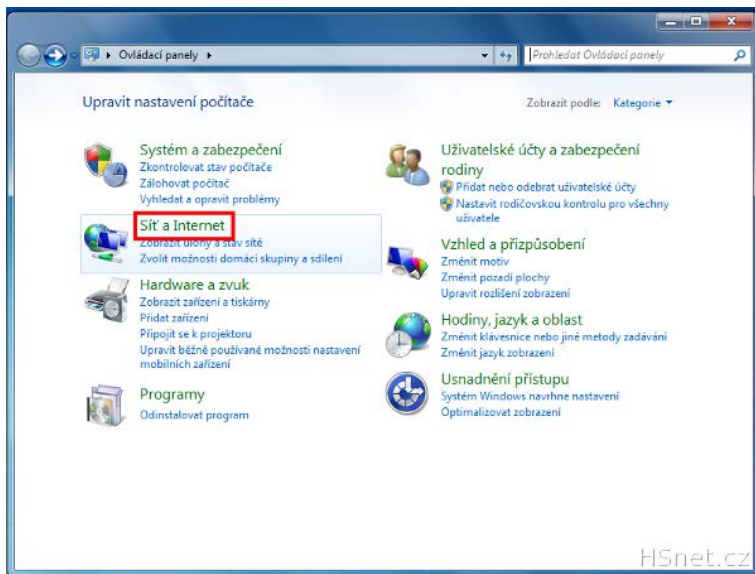 Ovládací panely
Prohledat Ovládací panely
Upravit nastavení počítače
Zobrazit podle: Kategorie
Systém a zabezpečení
Zkontrolovat stav počítače
Zálohovat počítač
Vyhledat a opravit problémy
Síť a Internet
Zobrazit úlohy a stav sítě
Zvolit možnosti domácí skupiny a sdílení
Hardware a zvuk
Zobrazit zařízení a tiskárny
Přidat zařízení
Připojit se k projektoru
Upravit běžně používané možnosti nastavení
mobilních zařízení
Programy
Odinstalovat program
Uživatelské účty a zabezpečení
rodiny
Přidat nebo odebrat uživatelské účty
Nastavit rodičovskou kontrolu pro všechny
uživatele
Vzhled a přizpůsobení
Změnit motiv
Změnit pozadí plochy
Upravit rozlišení zobrazení
Hodiny, jazyk a oblast
Změnit klávesnice nebo jiné metody zadávání
Změnit jazyk zobrazení
Usnadnění přístupu
Systém Windows navrhne nastavení
Optimalizovat zobrazení
HSnet.cz